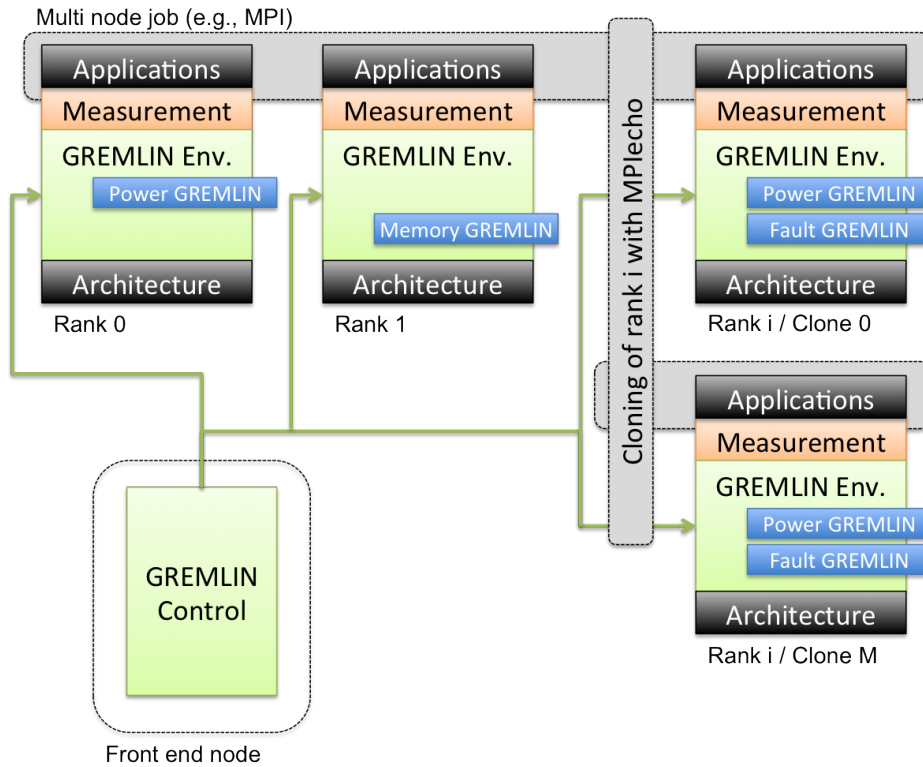 Multi node job (e.g., MPI)
Applications
Measurement
GREMLIN Env.
Power GREMLIN
Architecture
Rank 0
Applications
Measurement
GREMLIN Env.
Memory GREMLIN
Architecture
Rank 1
Cloning of rank i with MPIecho
Applications
Measurement
GREMLIN Env.
Power GREMLIN
Fault GREMLIN
Architecture
Rank i / Clone 0
Applications
Measurement
GREMLIN Env.
Power GREMLIN
Fault GREMLIN
Architecture
Rank i / Clone M
GREMLIN
Control
Front end node